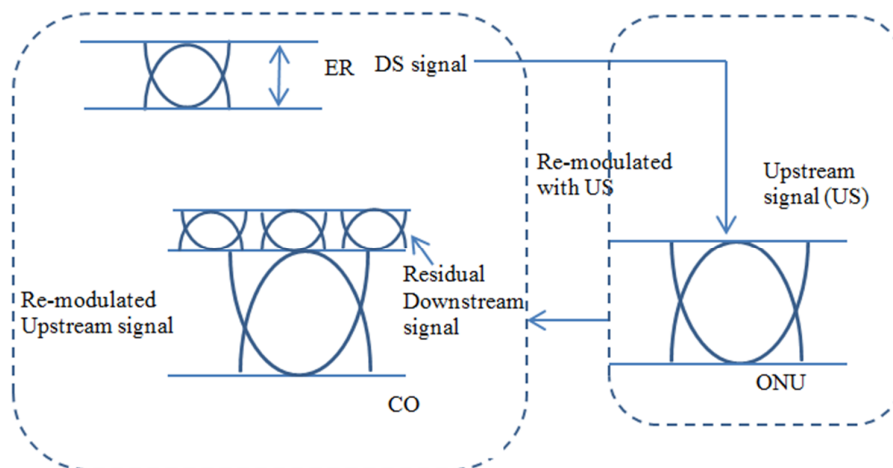 ER
DS signal
Re-modulated
with US
Upstream
signal (US)
Residual
Downstream
signal
Re-modulated
Upstream signal
ONU
CO